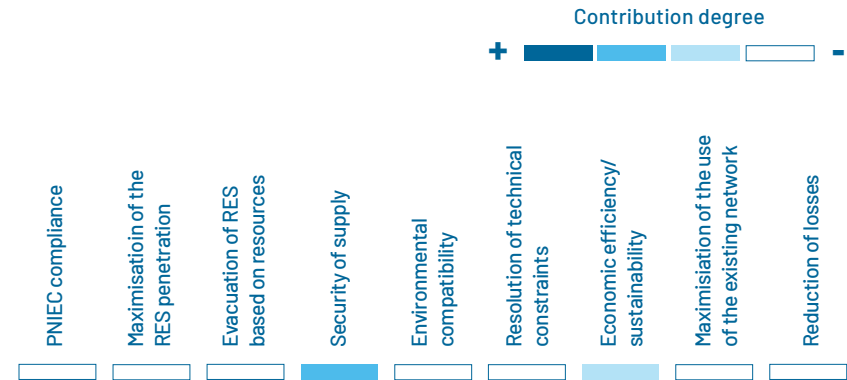 Contribution degree
+ -
PNIEC compliance
Maximisatioin of the
RES penetration
Evacuation of RES
based on resources
Security of supply
Environmental
compatibility
Resolution of technical
constraints
Economic efficiency/
sustainability
Maximisiation of the use
of the existing network
Reduction of losses